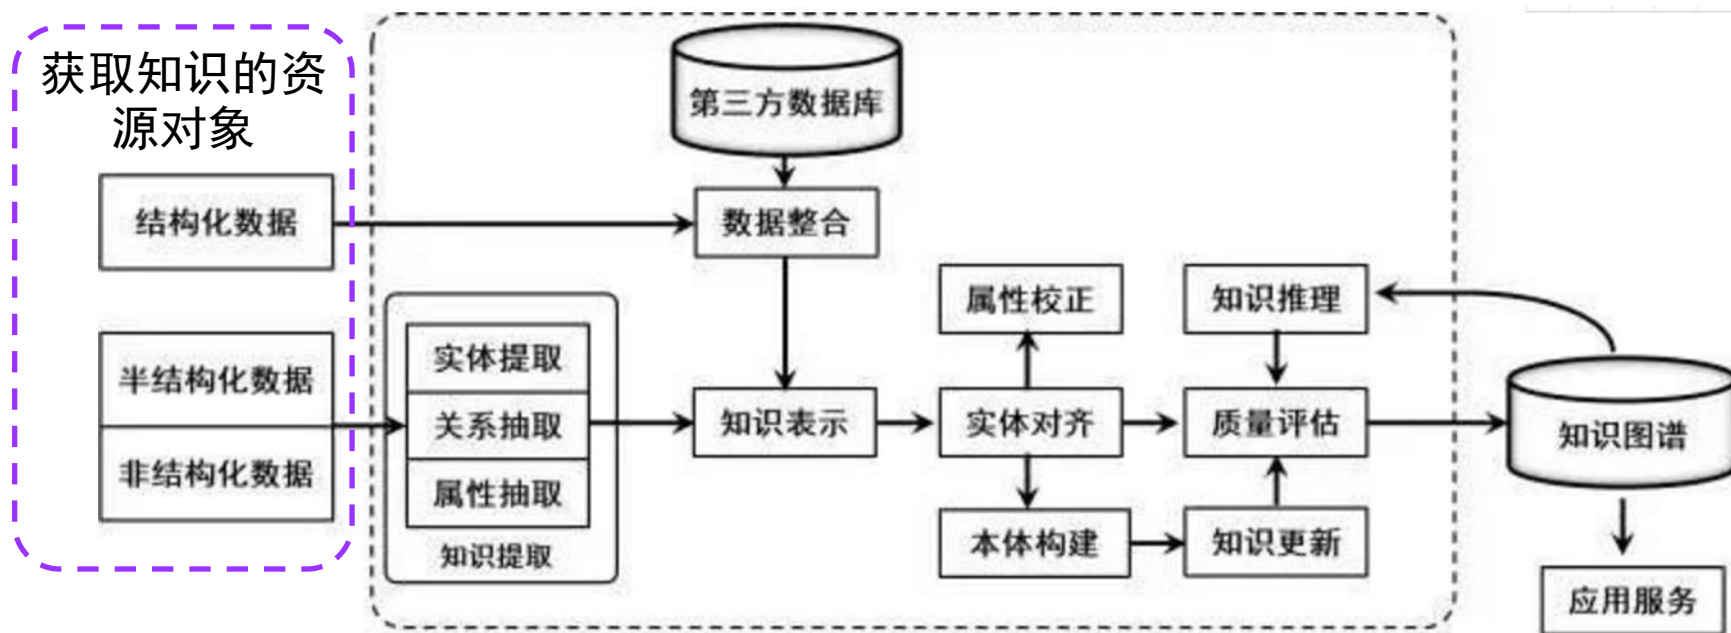 获取知识的资
源对象
第三方数据库
结构化数据
数据整合
属性校正
知识推理
半结构化数据
非结构化数据
实体提取
关系抽取
属性抽取
知识提取
知识表示
实体对齐
质量评估
知识图谱
本体构建
知识更新
应用服务